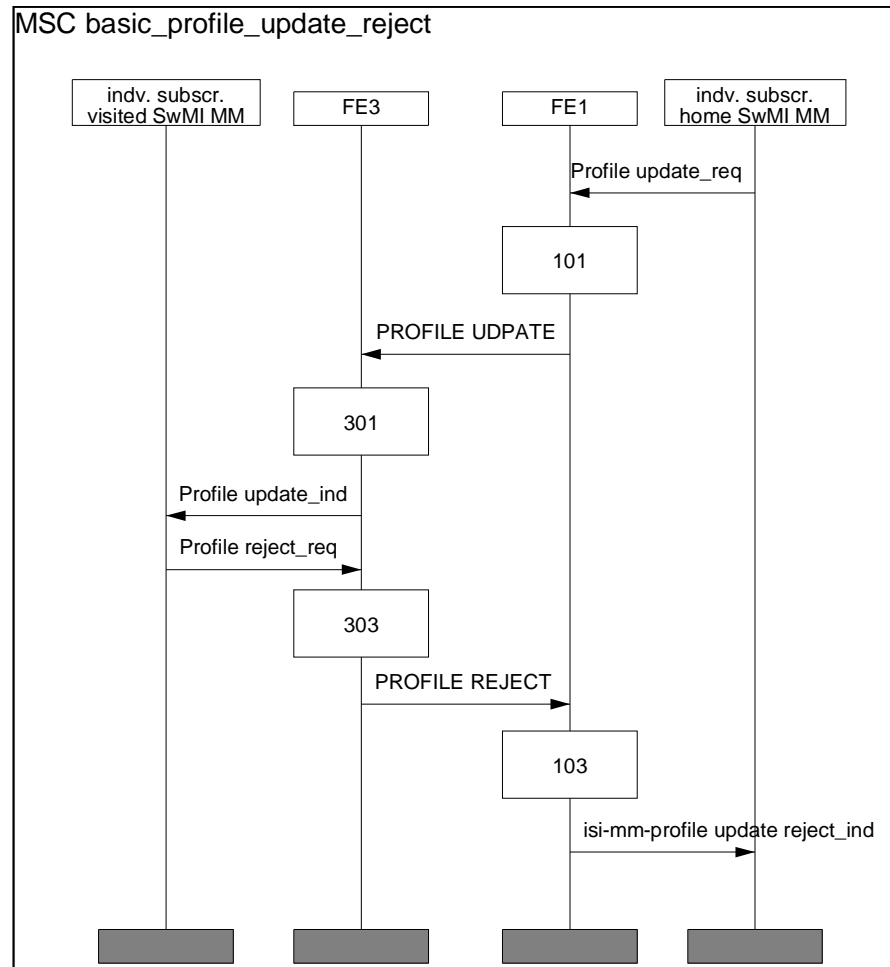 MSC basic_profile_update_reject
indv. subscr.
visited SwMI MM
FE3
FE1
indv. subscr.
home SwMI MM
Profile update_req
101
PROFILE UDPATE
301
Profile update_ind
Profile reject_req
303
PROFILE REJECT
103
isi-mm-profile update reject_ind